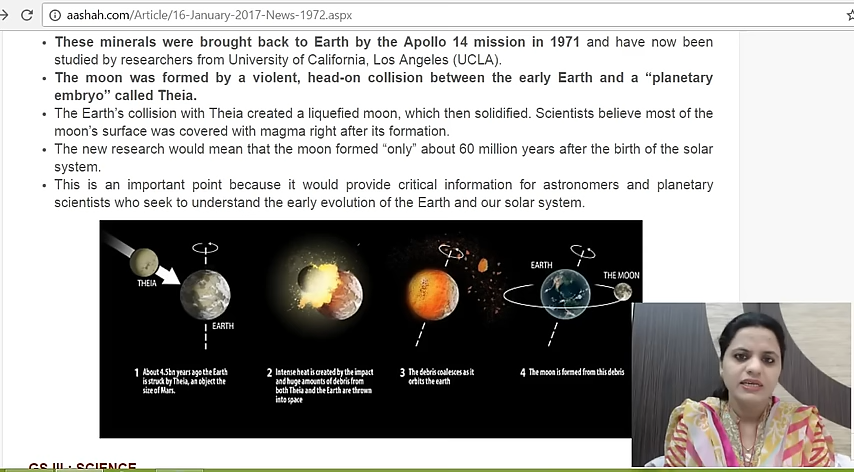 aashah.com/Article/16-January-2017-News-1972.aspx
• These minerals were brought back to Earth by the Apollo 14 mission in 1971 and have now been
studied by researchers from University of California, Los Angeles (UCLA).
• The moon was formed by a violent, head-on collision between the early Earth and a “planetary
embryo” called Theia.
• The Earth’s collision with Theia created a liquefied moon, which then solidified. Scientists believe most of the
moon’s surface was covered with magma right after its formation.
• The new research would mean that the moon formed “only” about 60 million years after the birth of the solar
system.
• This is an important point because it would provide critical information for astronomers and planetary
scientists who seek to understand the early evolution of the Earth and our solar system.
THEIA
EARTH
1 About 4.5bn years ago the Earth
is struck by Theia, an object the
size of Mars.
2 Intense heat is created by the impact
and huge amounts of debris from
both Theia and the Earth are thrown
into space
3 The debris coalesces as it
orbits the earth
EARTH
THE MOON
4 The moon is formed from this debris
GS III : SCIENCE